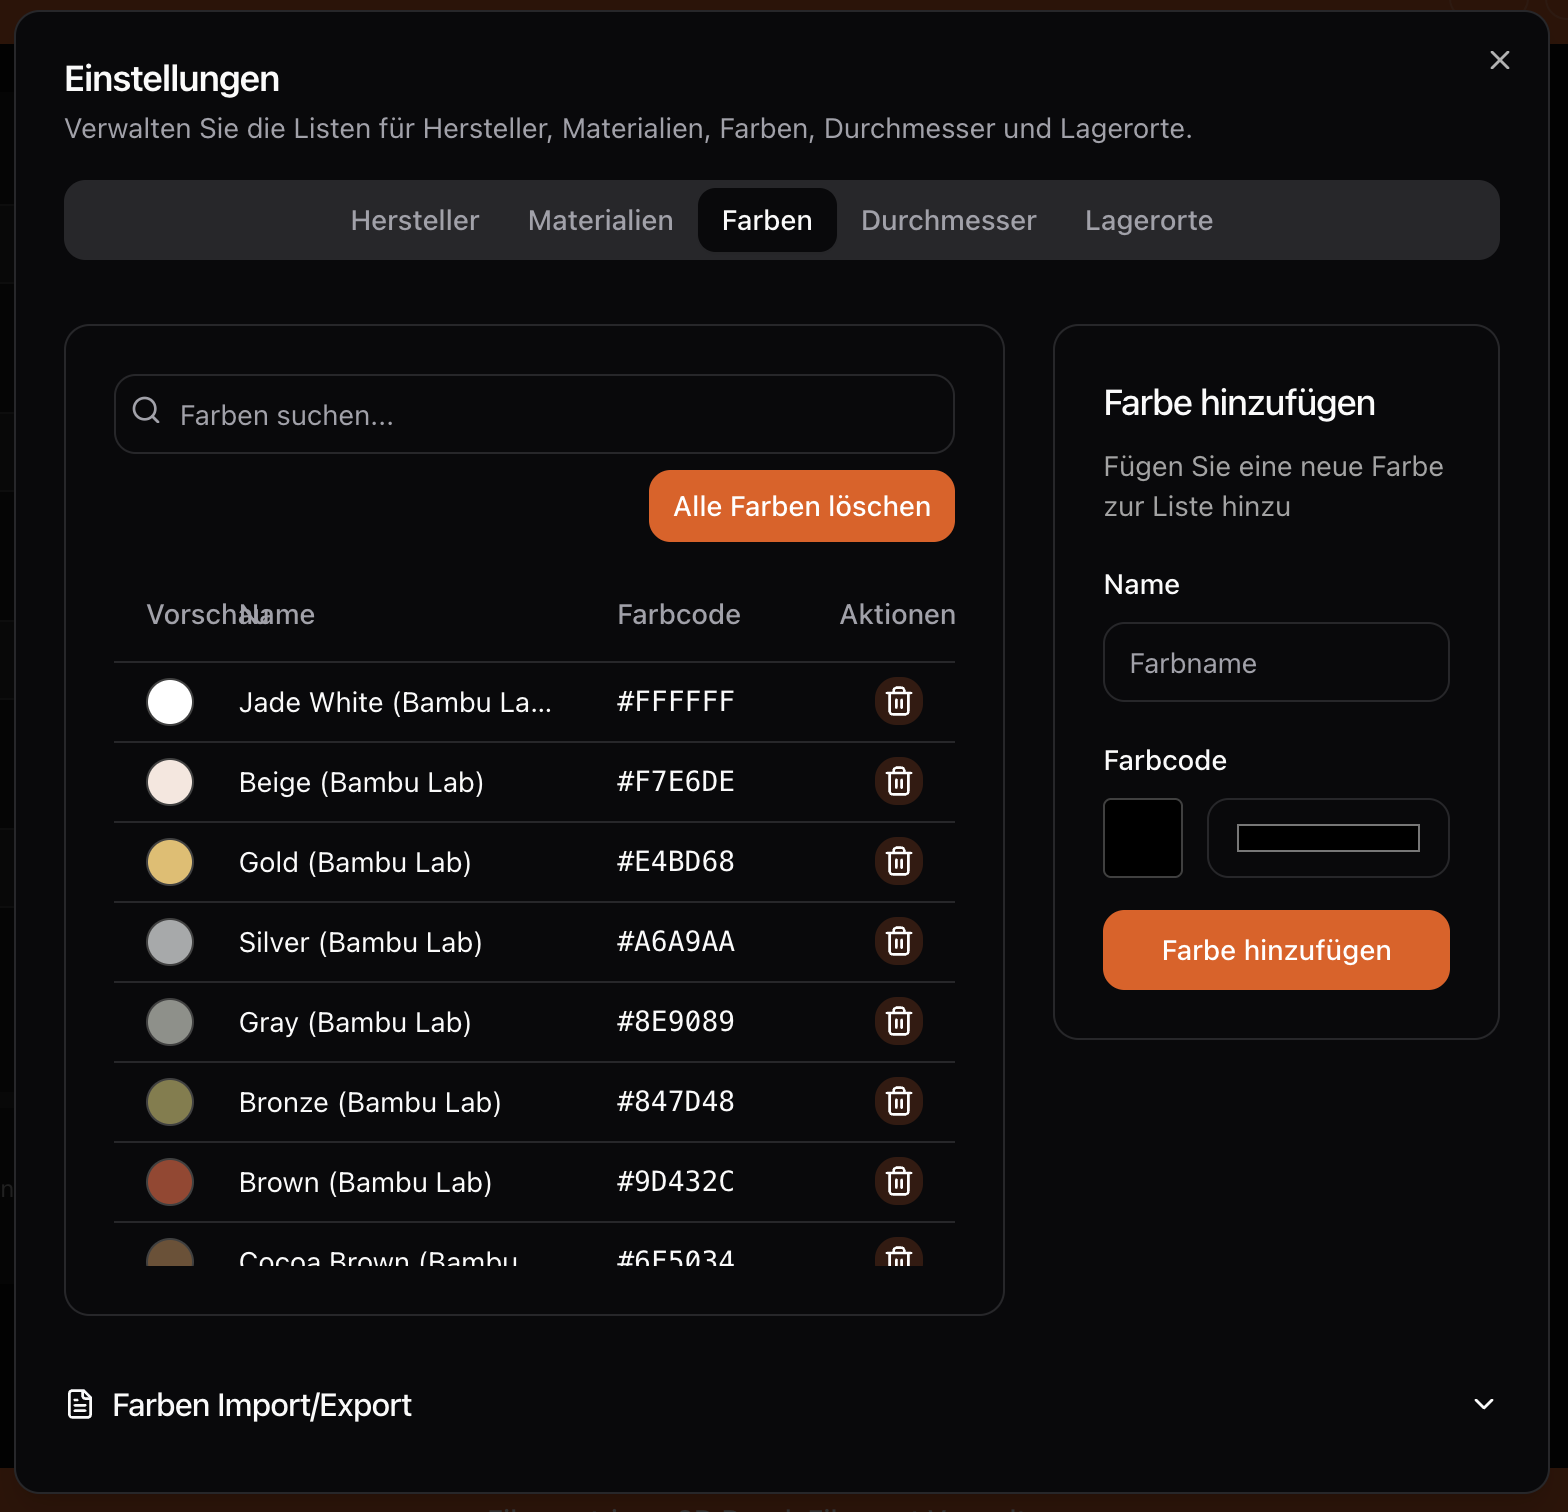 Einstellungen
Verwalten Sie die Listen für Hersteller, Materialien, Farben, Durchmesser und Lagerorte.
Hersteller Materialien Farben Durchmesser Lagerorte
Farben suchen...
Alle Farben löschen
Vorschau Name Farbcode Aktionen
Jade White (Bambu La... #FFFFFF
Beige (Bambu Lab) #F7E6DE
Gold (Bambu Lab) #E4BD68
Silver (Bambu Lab) #A6A9AA
Gray (Bambu Lab) #8E9089
Bronze (Bambu Lab) #847D48
Brown (Bambu Lab) #9D432C
Cocoa Brown (Bambu #6F5034
Farbe hinzufügen
Fügen Sie eine neue Farbe
zur Liste hinzu
Name
Farbname
Farbcode
Farbe hinzufügen
Farben Import/Export